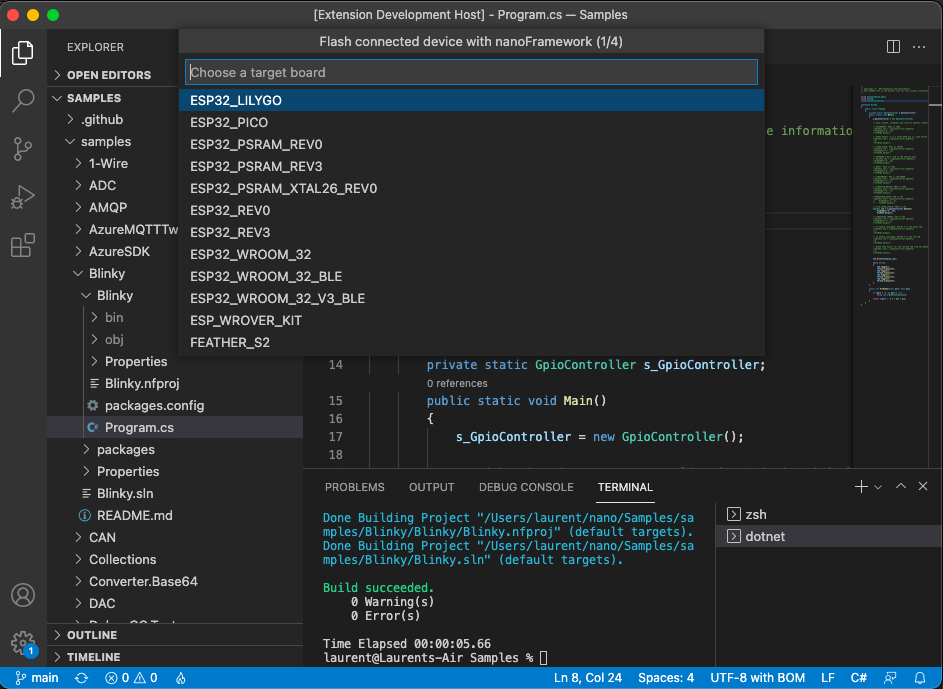 [Extension Development Host] - Program.cs — Samples
EXPLORER
OPEN EDITORS
SAMPLES
.github
samples
1-Wire
ADC
AMQP
AzureMQTTTw
AzureSDK
Blinky
Blinky
bin
obj
Properties
Blinky.nfproj
packages.config
Program.cs
packages
Properties
Blinky.sln
README.md
CAN
Collections
Converter.Base64
DAC
OUTLINE
TIMELINE
Flash connected device with nanoFramework (1/4)
Choose a target board
ESP32_LILYGO
ESP32_PICO
ESP32_PSRAM_REV0
ESP32_PSRAM_REV3
ESP32_PSRAM_XTAL26_REV0
ESP32_REV0
ESP32_REV3
ESP32_WROOM_32
ESP32_WROOM_32_BLE
ESP32_WROOM_32_V3_BLE
ESP_WROVER_KIT
FEATHER_S2
e informatio
14 private static GpioController s_GpioController;
0 references
15 public static void Main()
16 {
17 s_GpioController = new GpioController();
18
PROBLEMS OUTPUT DEBUG CONSOLE TERMINAL
Done Building Project "/Users/laurent/nano/Samples/sa
mples/Blinky/Blinky/Blinky.nfproj" (default targets).
Done Building Project "/Users/laurent/nano/Samples/sa
mples/Blinky/Blinky.sln" (default targets).
Build succeeded.
0 Warning(s)
0 Error(s)
Time Elapsed 00:00:05.66
laurent@Laurents-Air Samples %
zsh
dotnet
1
main 0 0 Ln 8, Col 24 Spaces: 4 UTF-8 with BOM LF C#